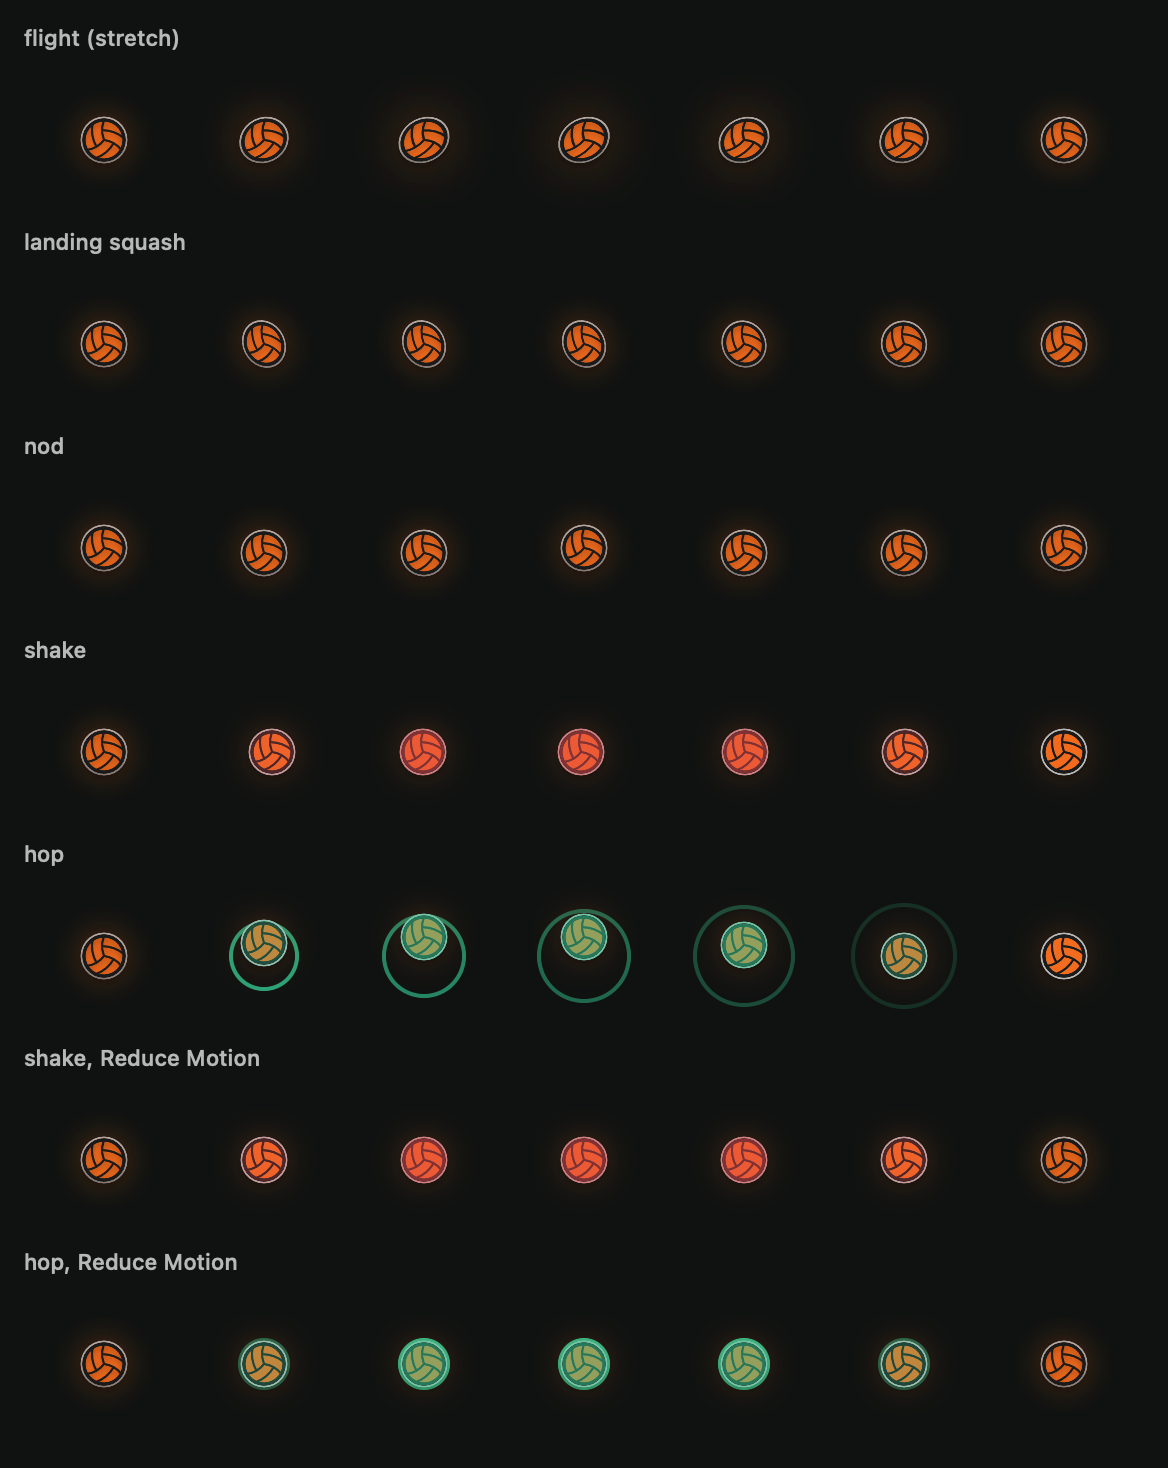 flight (stretch)
landing squash
nod
shake
hop
shake, Reduce Motion
hop, Reduce Motion